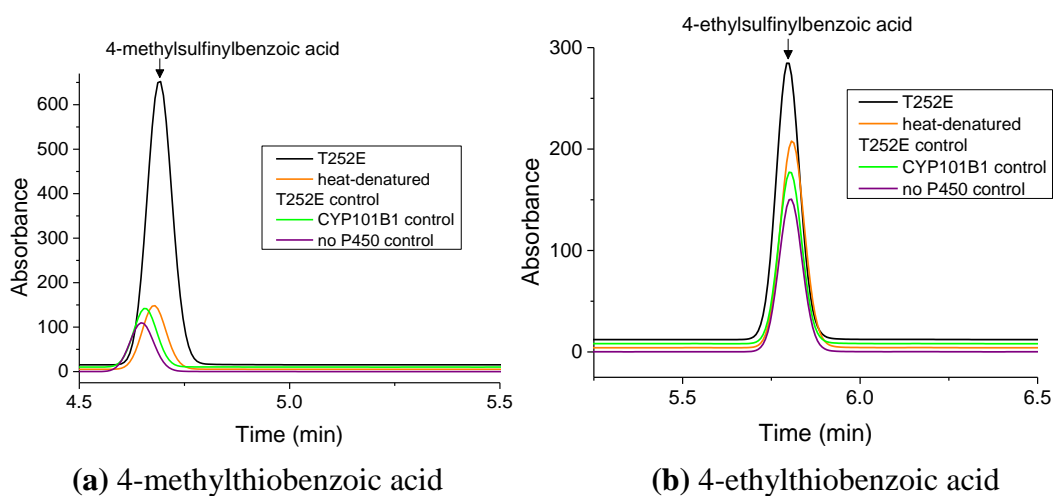 4-methylsulfinylbenzoic acid
600
500
400
300
200
100
0
Absorbance
T252E
heat-denatured
T252E control
CYP101B1 control
no P450 control
4.5 5.0 5.5
Time (min)
(a) 4-methylthiobenzoic acid
4-ethylsulfinylbenzoic acid
300
200
100
0
Absorbance
T252E
heat-denatured
T252E control
CYP101B1 control
no P450 control
5.5 6.0 6.5
Time (min)
(b) 4-ethylthiobenzoic acid